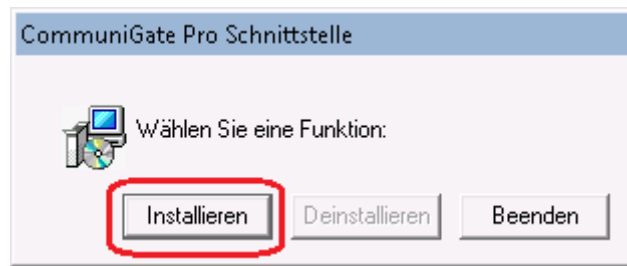 CommuniGate Pro Schnittstelle
Wählen Sie eine Funktion:
Installieren Deinstallieren Beenden